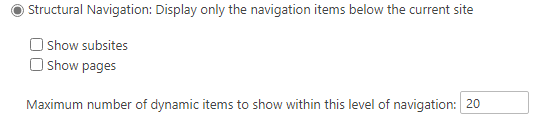 Structural Navigation: Display only the navigation items below the current site
Show subsites
Show pages
Maximum number of dynamic items to show within this level of navigation: 20